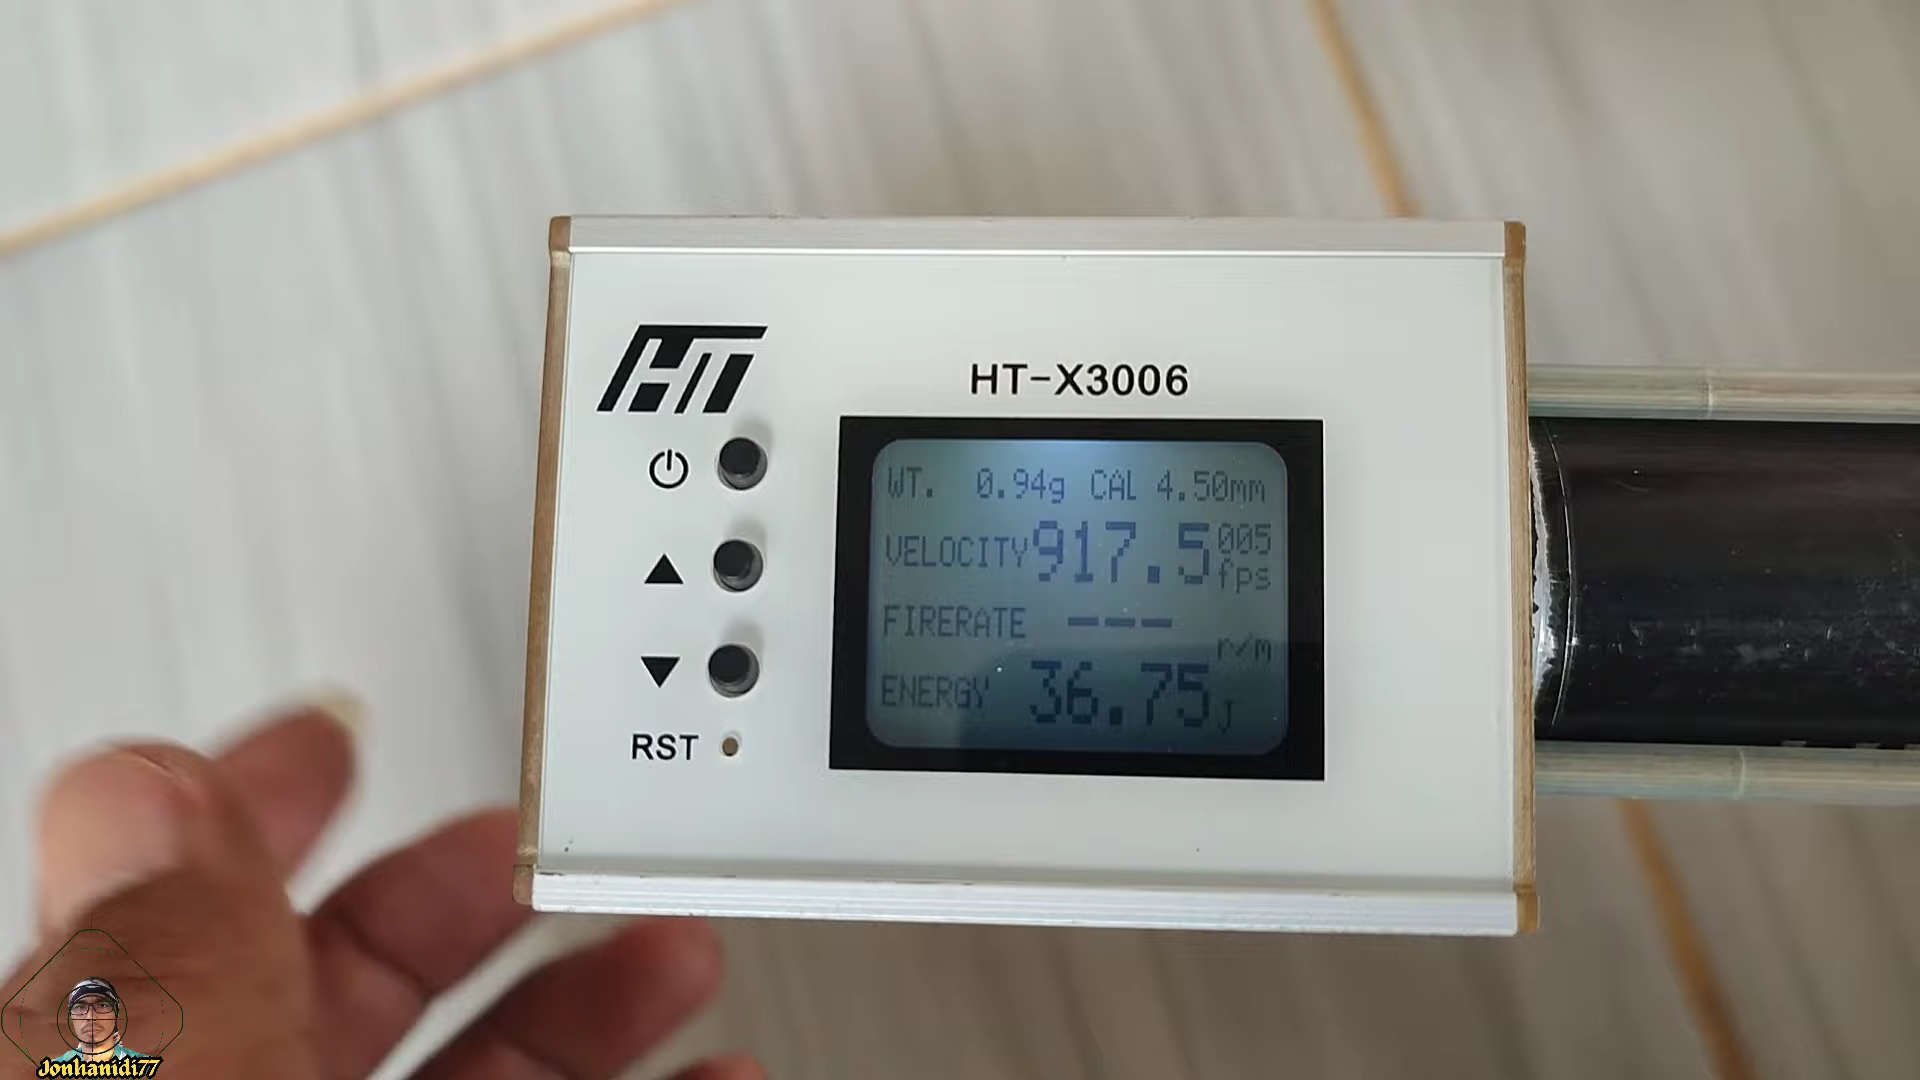 HT
HT-X3006
WT. 0.94g CAL 4.50mm
VELOCITY 917.5 005 fps
FIRERATE --- r/m
ENERGY 36.75 J
RST
Jonhanidi77